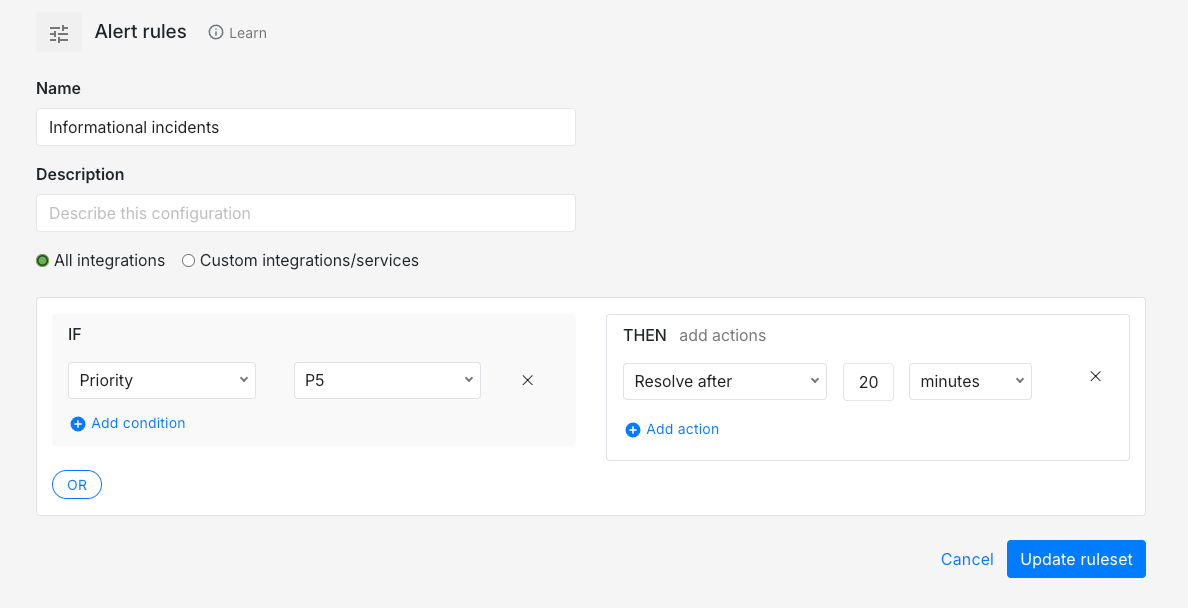 Alert rules Learn
Name
Informational incidents
Description
Describe this configuration
All integrations Custom integrations/services
IF
Priority P5
Add condition
THEN add actions
Resolve after 20 minutes
Add action
OR
Cancel Update ruleset